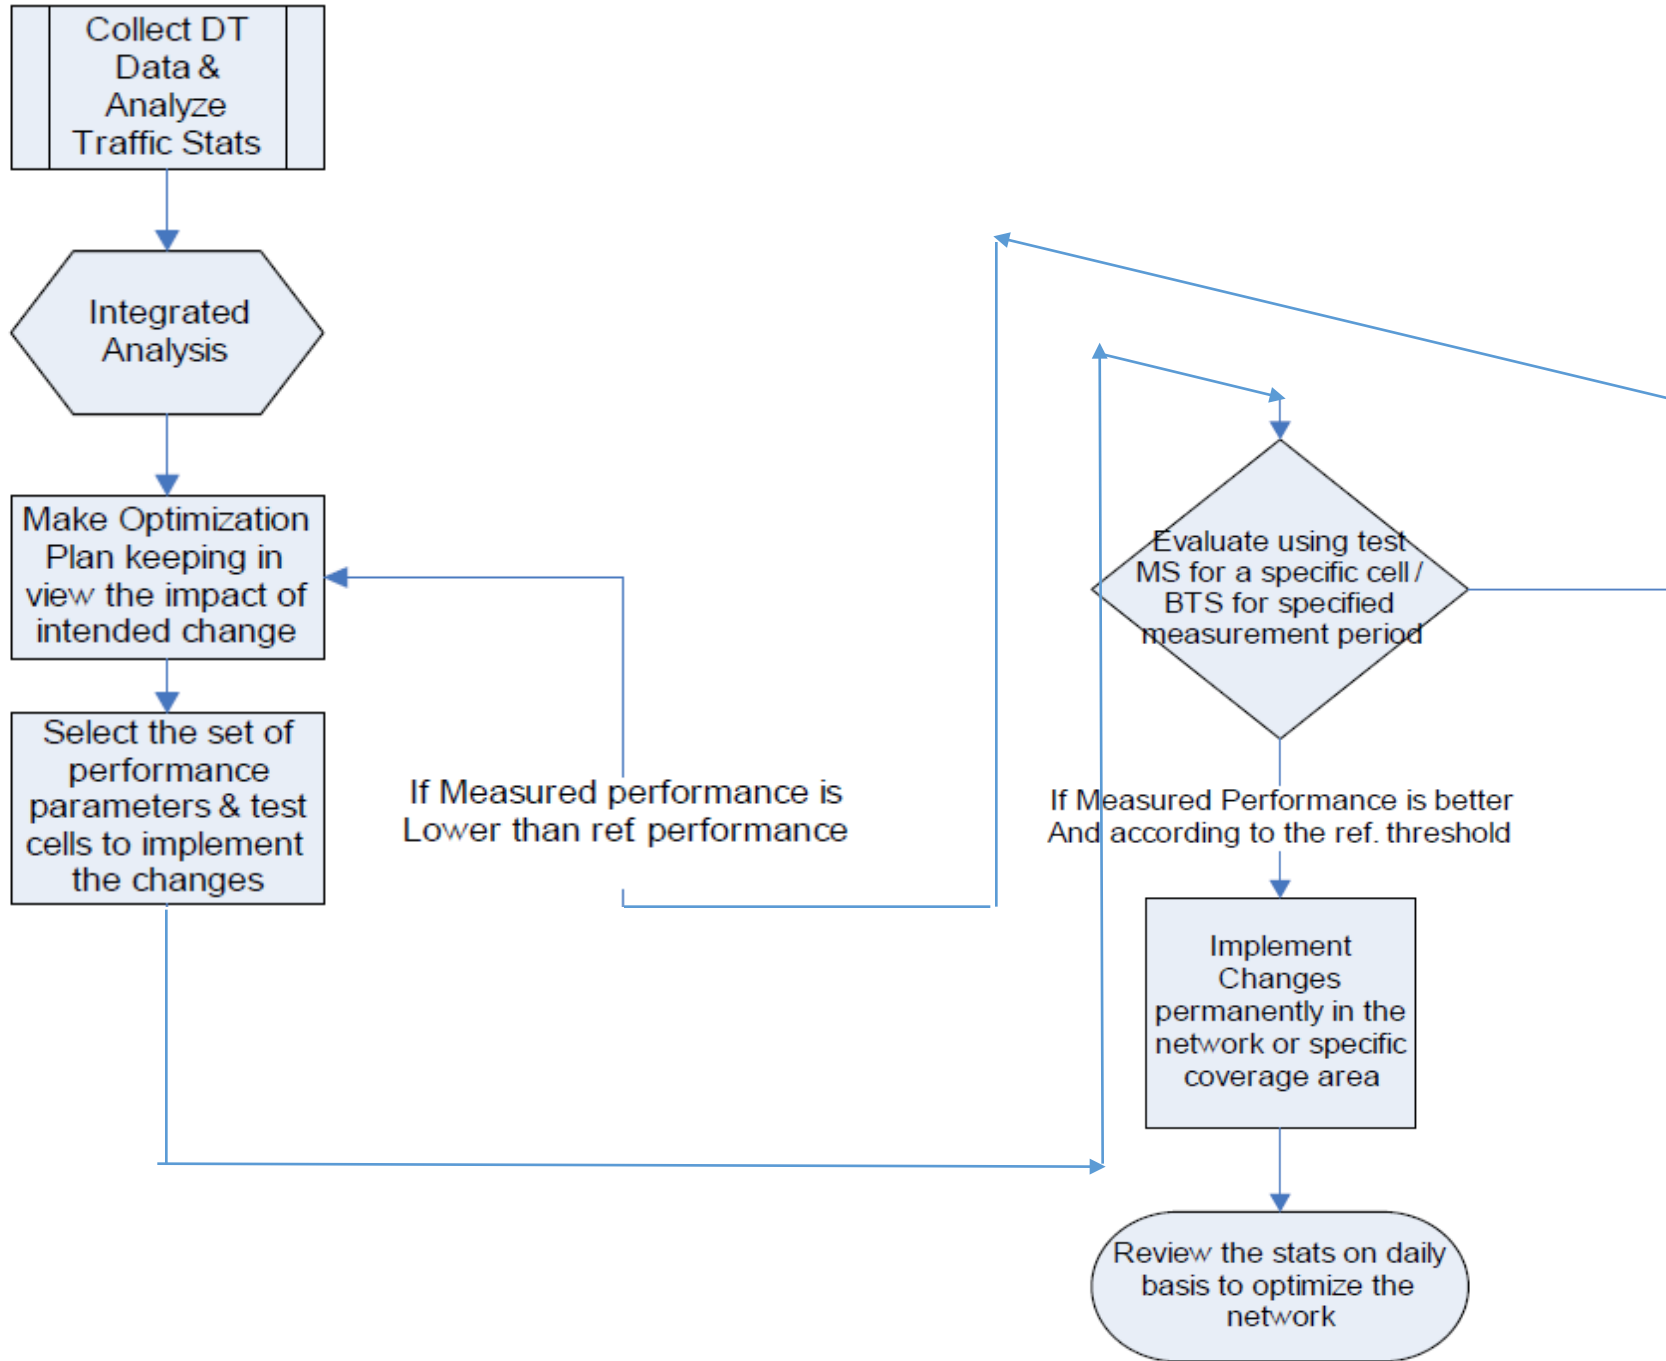 Collect DT
Data &
Analyze
Traffic Stats
Integrated
Analysis
Make Optimization
Plan keeping in
view the impact of
intended change
Select the set of
performance
parameters & test
cells to implement
the changes
If Measured performance is
Lower than ref. performance
Evaluate using test
MS for a specific cell /
BTS for specified
measurement period
If Measured Performance is better
And according to the ref. threshold
Implement
Changes
permanently in the
network or specific
coverage area
Review the stats on daily
basis to optimize the
network